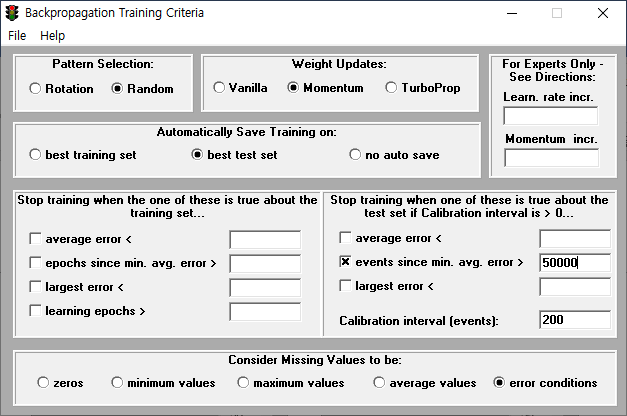 Backpropagation Training Criteria
File Help
Pattern Selection:
Rotation Random
Weight Updates:
Vanilla Momentum TurboProp
For Experts Only -
See Directions:
Learn. rate incr.
Momentum incr.
Automatically Save Training on:
best training set best test set no auto save
Stop training when the one of these is true about the
training set...
average error <
epochs since min. avg. error >
largest error <
learning epochs >
Stop training when one of these is true about the
test set if Calibration interval is > 0...
average error <
events since min. avg. error > 50000
largest error <
Calibration interval (events): 200
Consider Missing Values to be:
zeros minimum values maximum values average values error conditions